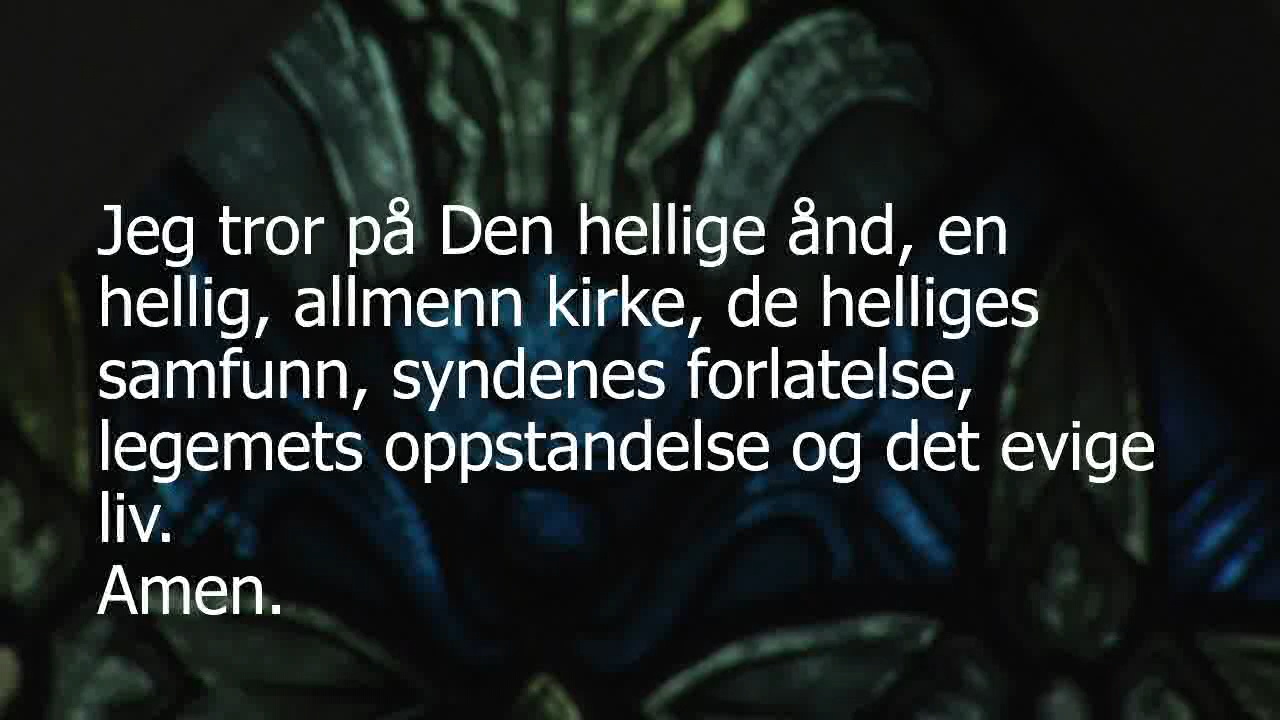 Jeg tror på Den hellige ånd, en
hellig, allmenn kirke, de helliges
samfunn, syndenes forlatelse,
legemets oppstandelse og det evige
liv.
Amen.